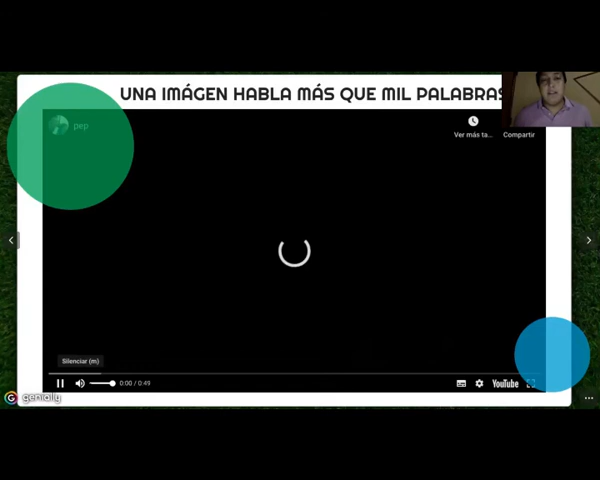 UNA IMÁGEN HABLA MÁS QUE MIL PALABRAS
pep
Ver más ta...
Compartir
Silenciar (m)
0:00 / 0:49
YouTube
genially